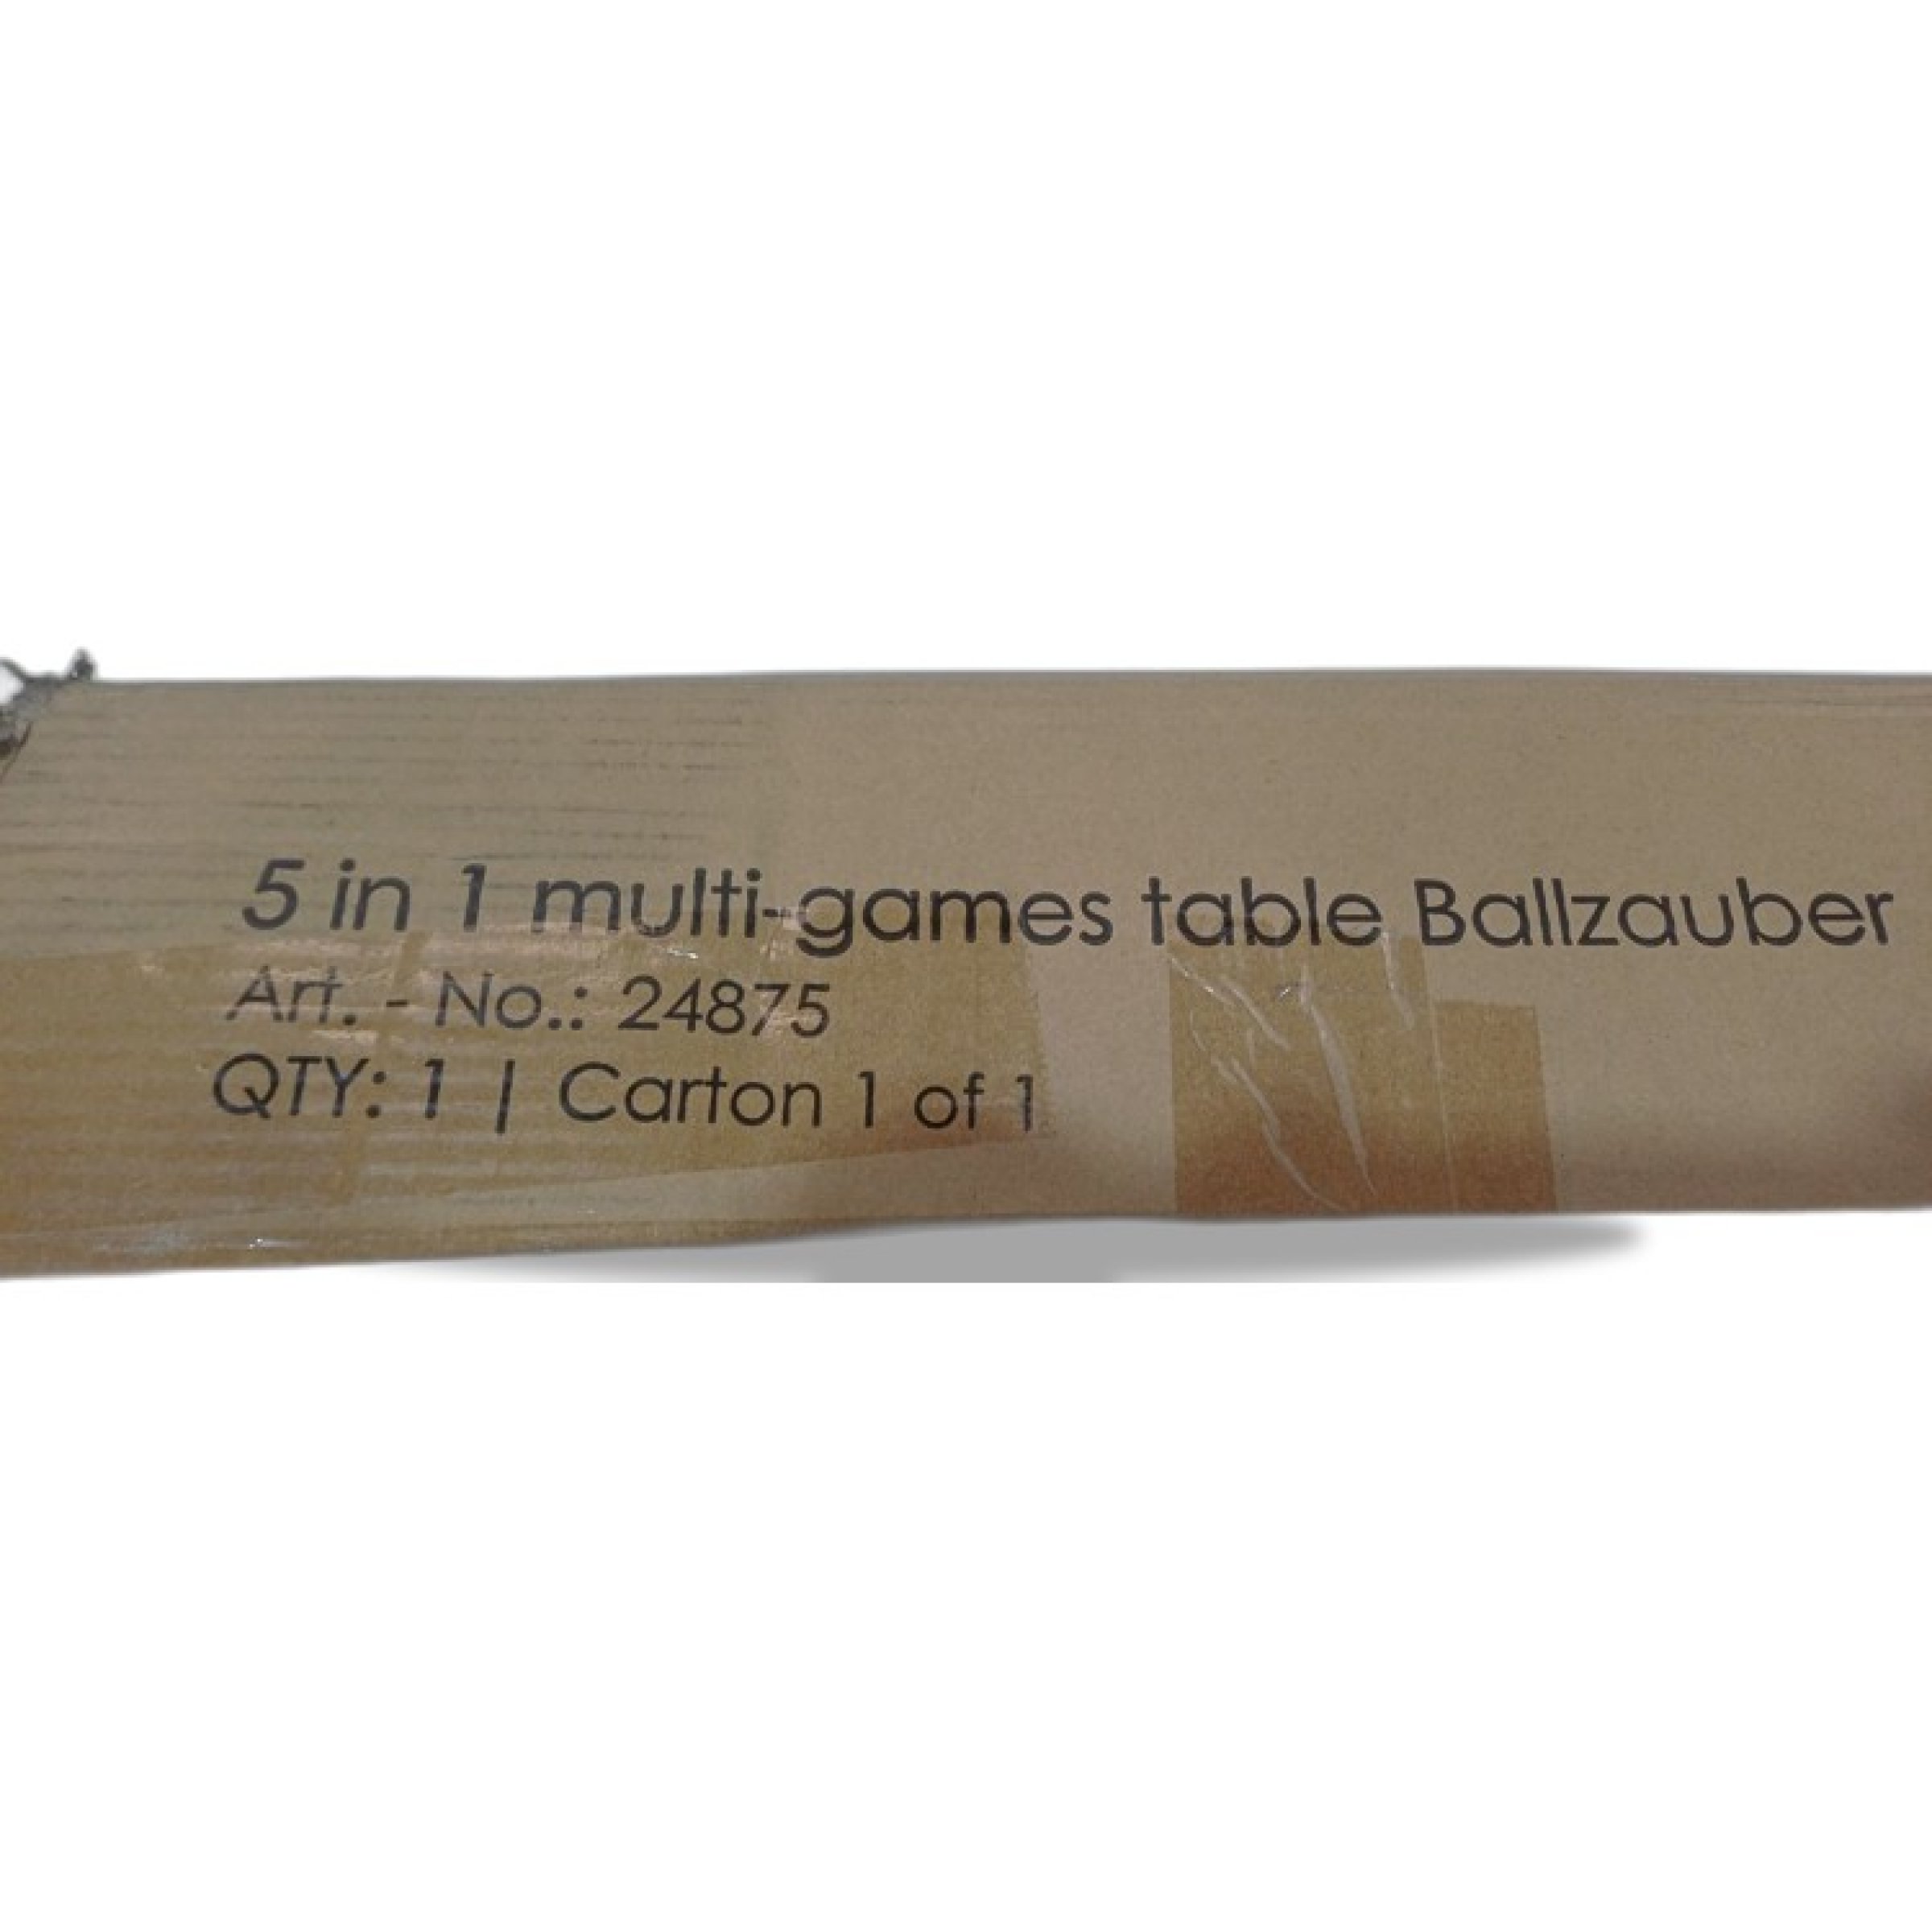 5 in 1 multi-games table Ballzauber
Art. - No.: 24875
QTY: 1 | Carton 1 of 1